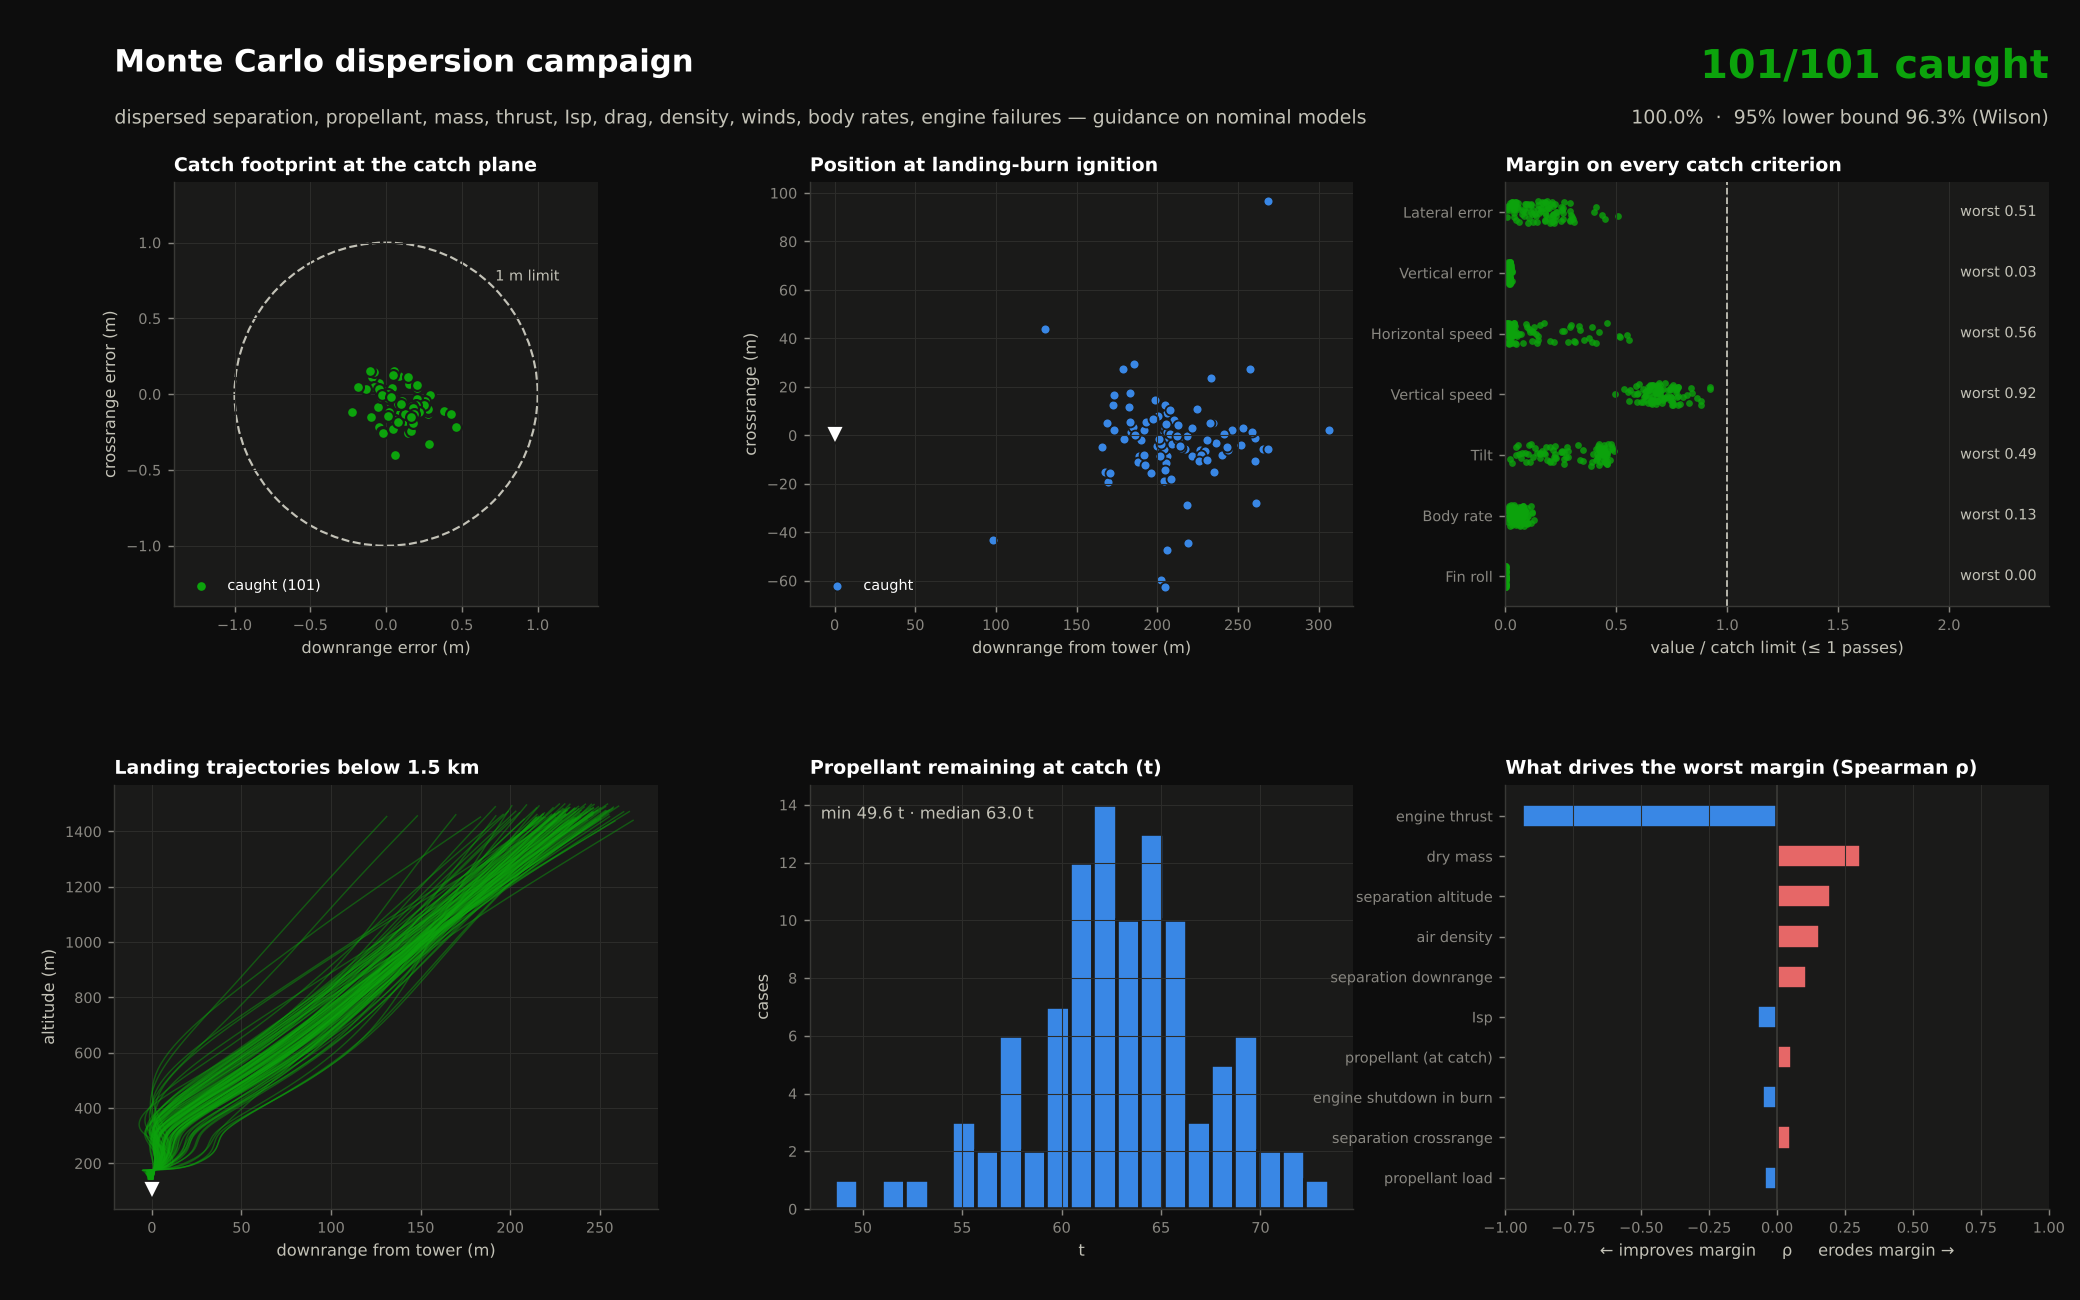 Monte Carlo dispersion campaign
101/101 caught
dispersed separation, propellant, mass, thrust, Isp, drag, density, winds, body rates, engine failures — guidance on nominal models
100.0% · 95% lower bound 96.3% (Wilson)
Catch footprint at the catch plane
1.0
0.5
0.0
−0.5
−1.0
crossrange error (m)
1 m limit
caught (101)
−1.0
−0.5
0.0
0.5
1.0
downrange error (m)
Position at landing-burn ignition
100
80
60
40
20
0
−20
−40
−60
crossrange (m)
caught
0
50
100
150
200
250
300
downrange from tower (m)
Margin on every catch criterion
Lateral error
worst 0.51
Vertical error
worst 0.03
Horizontal speed
worst 0.56
Vertical speed
worst 0.92
Tilt
worst 0.49
Body rate
worst 0.13
Fin roll
worst 0.00
0.0
0.5
1.0
1.5
2.0
value / catch limit (≤ 1 passes)
Landing trajectories below 1.5 km
1400
1200
1000
800
600
400
200
altitude (m)
0
50
100
150
200
250
downrange from tower (m)
Propellant remaining at catch (t)
min 49.6 t · median 63.0 t
14
12
10
8
6
4
2
0
cases
50
55
60
65
70
t
What drives the worst margin (Spearman ρ)
engine thrust
dry mass
separation altitude
air density
separation downrange
Isp
propellant (at catch)
engine shutdown in burn
separation crossrange
propellant load
−1.00
−0.75
−0.50
−0.25
0.00
0.25
0.50
0.75
1.00
← improves margin ρ erodes margin →